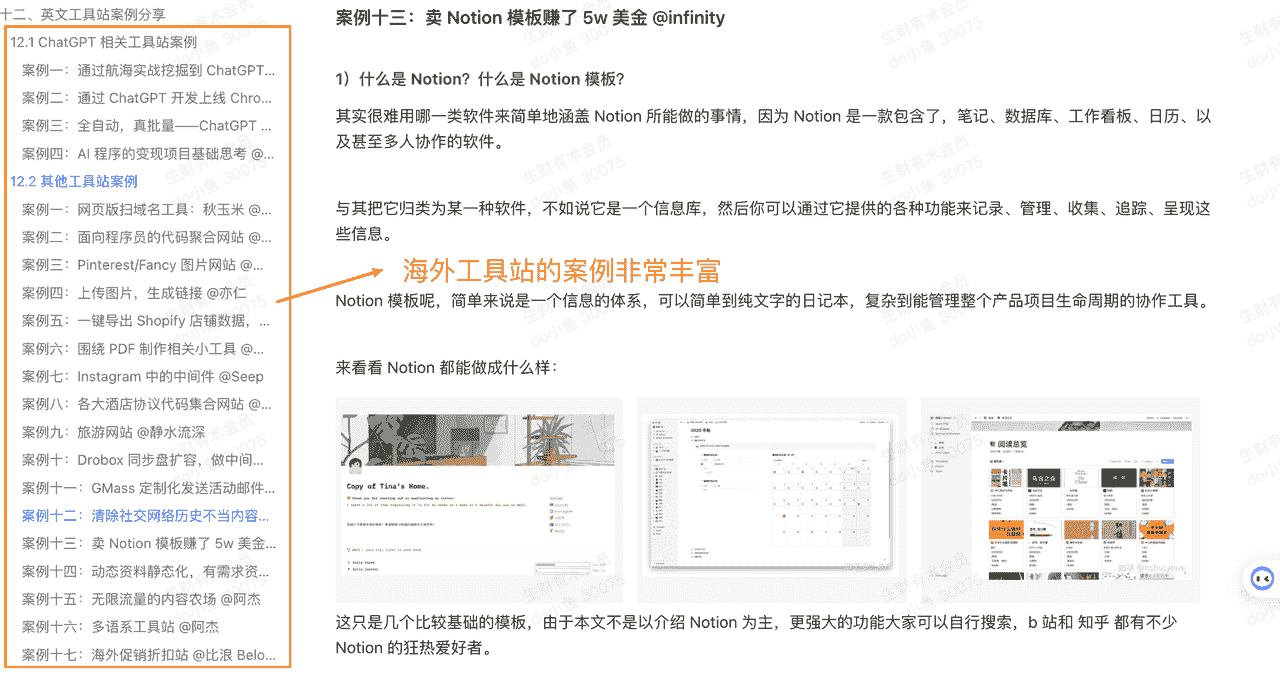 十二、英文工具站案例分享
12.1 ChatGPT 相关工具站案例
案例一：通过航海实战挖掘到 ChatGPT...
案例二：通过 ChatGPT 开发上线 Chro...
案例三：全自动，真批量——ChatGPT ...
案例四：AI 程序的变现项目基础思考 @...
12.2 其他工具站案例
案例一：网页版扫域名工具：秋玉米 @...
案例二：面向程序员的代码聚合网站 @...
案例三：Pinterest/Fancy 图片网站 @...
案例四：上传图片，生成链接 @亦仁
案例五：一键导出 Shopify 店铺数据，...
案例六：围绕 PDF 制作相关小工具 @...
案例七：Instagram 中的中间件 @Seep
案例八：各大酒店协议代码集合网站 @...
案例九：旅游网站 @静水流深
案例十：Drobox 同步盘扩容，做中间...
案例十一：GMass 定制化发送活动邮件...
案例十二：清除社交网络历史不当内容...
案例十三：卖 Notion 模板赚了 5w 美金...
案例十四：动态资料静态化，有需求资...
案例十五：无限流量的内容农场 @阿杰
案例十六：多语系工具站 @阿杰
案例十七：海外促销折扣站 @比浪 Belo...
案例十三：卖 Notion 模板赚了 5w 美金 @infinity
1）什么是 Notion？什么是 Notion 模板？
其实很难用哪一类软件来简单地涵盖 Notion 所能做的事情，因为 Notion 是一款包含了，笔记、数据库、工作看板、日历、以
及甚至多人协作的软件。
与其把它归类为某一种软件，不如说它是一个信息库，然后你可以通过它提供的各种功能来记录、管理、收集、追踪、呈现这
些信息。
海外工具站的案例非常丰富
Notion 模板呢，简单来说是一个信息的体系，可以简单到纯文字的日记本，复杂到能管理整个产品项目生命周期的协作工具。
来看看 Notion 都能做成什么样：
Copy of Tina's Home.
阅读总览
这只是几个比较基础的模板，由于本文不是以介绍 Notion 为主，更强大的功能大家可以自行搜索，b 站和 知乎 都有不少
Notion 的狂热爱好者。
生财有术会员
do小鱼 30075